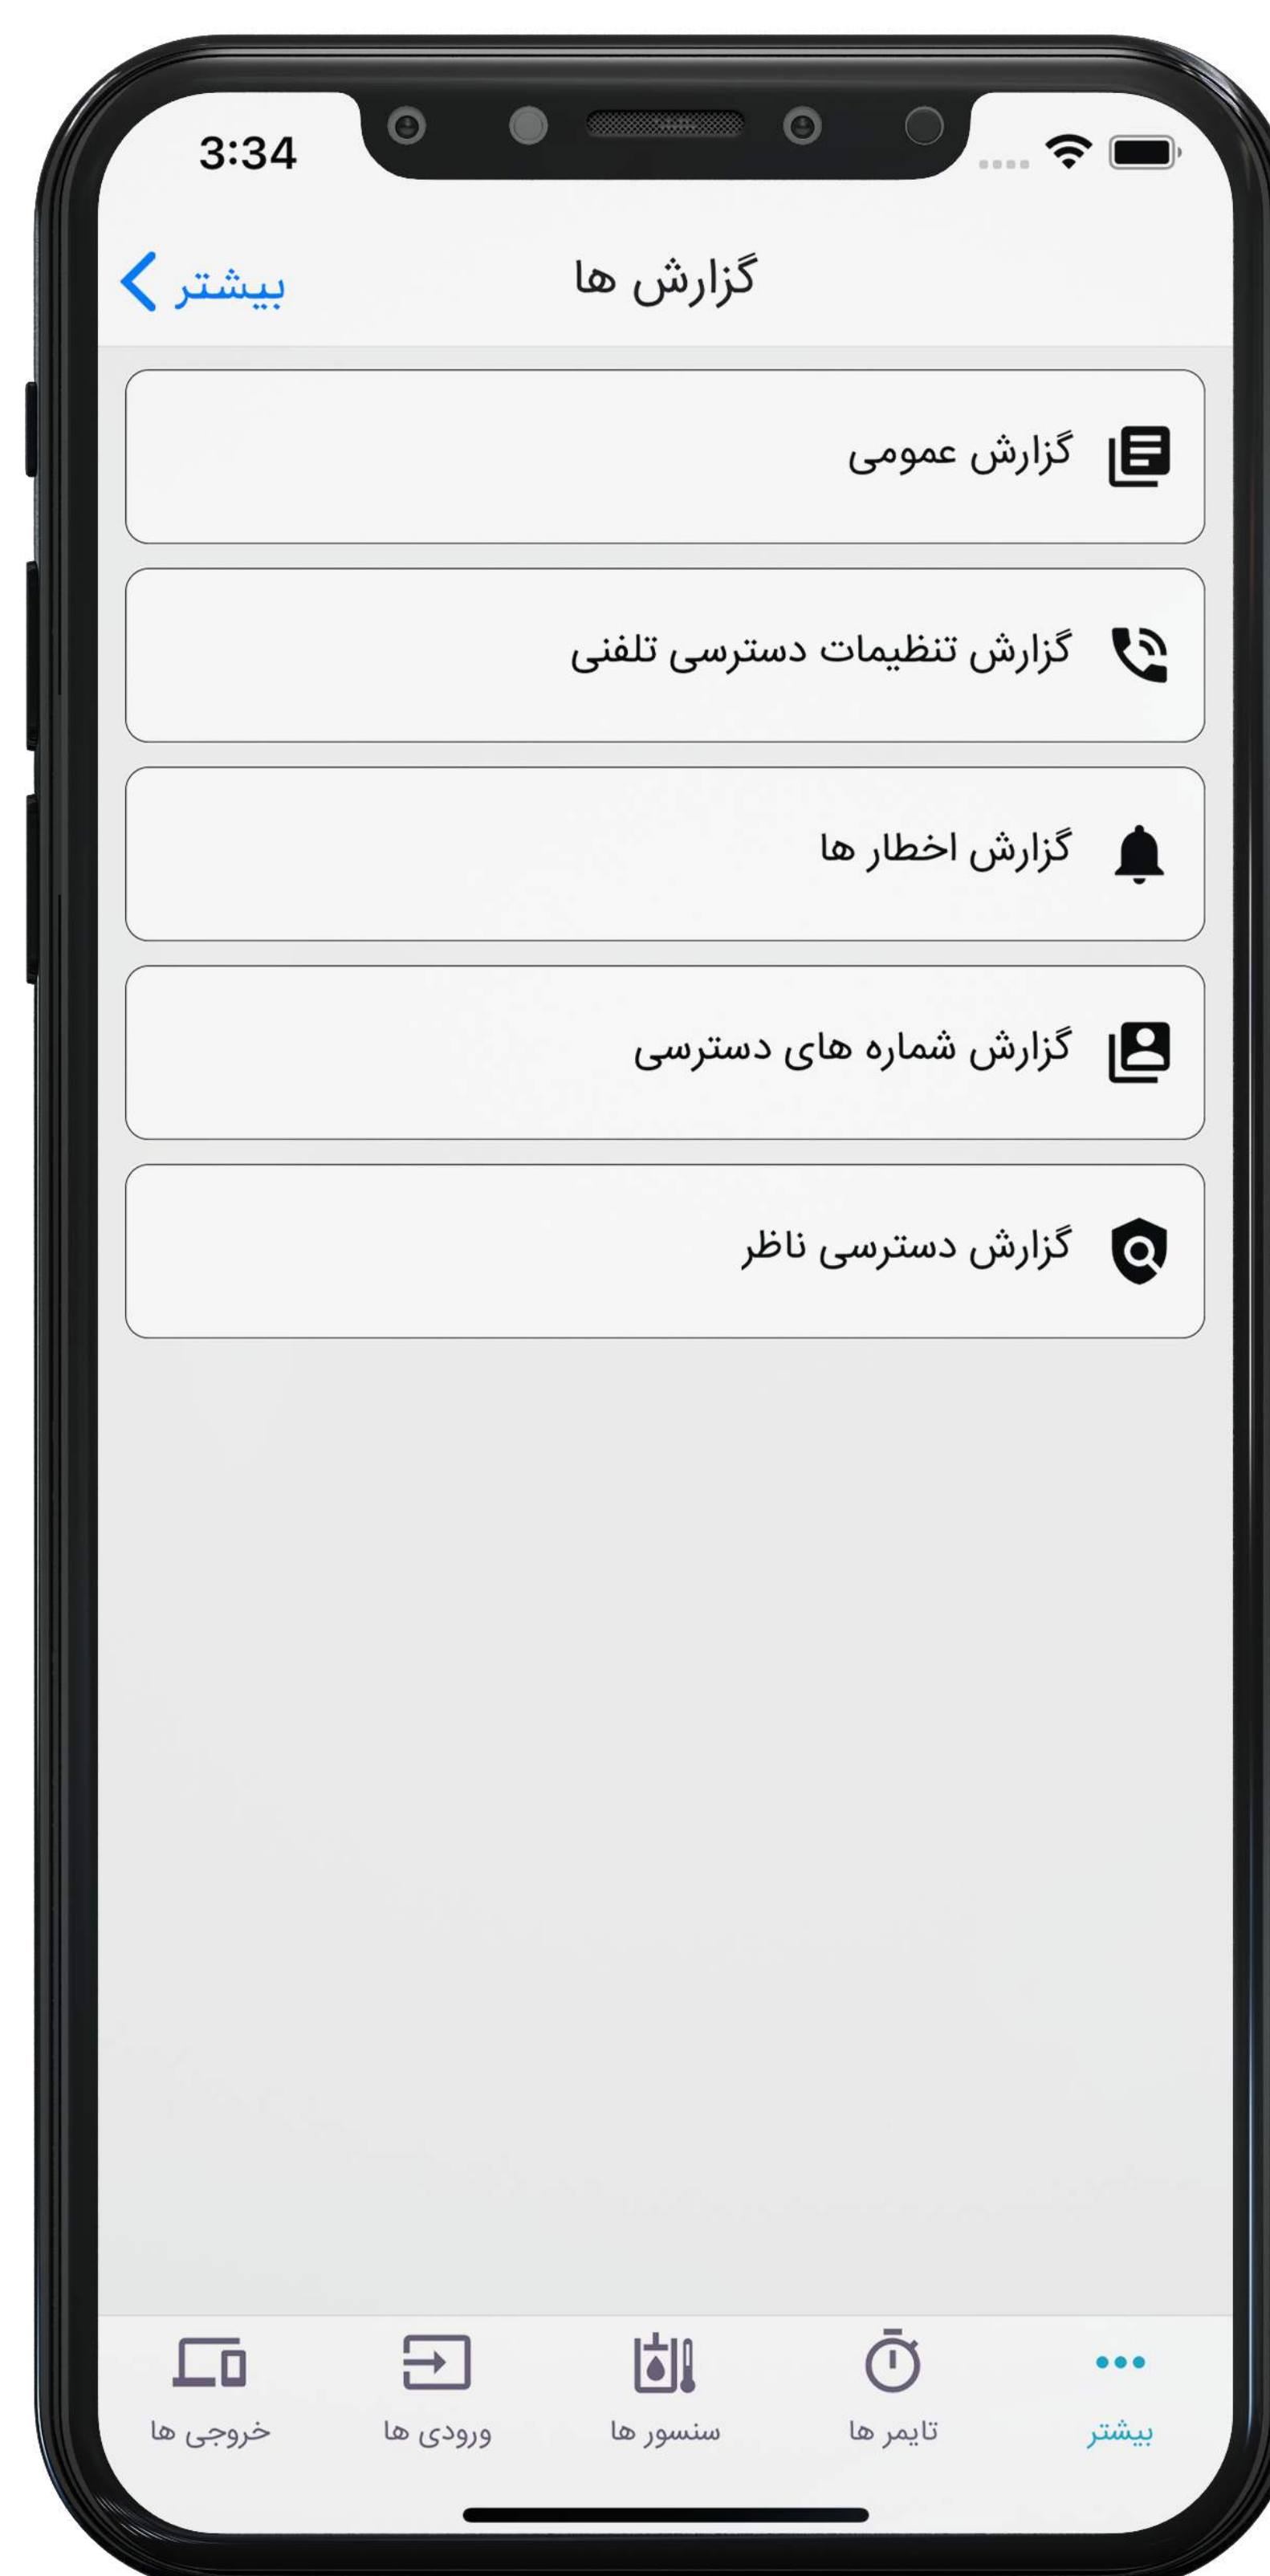 3:34
بیشتر
گزارش ها
گزارش عمومی
گزارش تنظیمات دسترسی تلفنی
گزارش اخطار ها
گزارش شماره های دسترسی
گزارش دسترسی ناظر
بیشتر
تایمر ها
سنسور ها
ورودی ها
خروجی ها